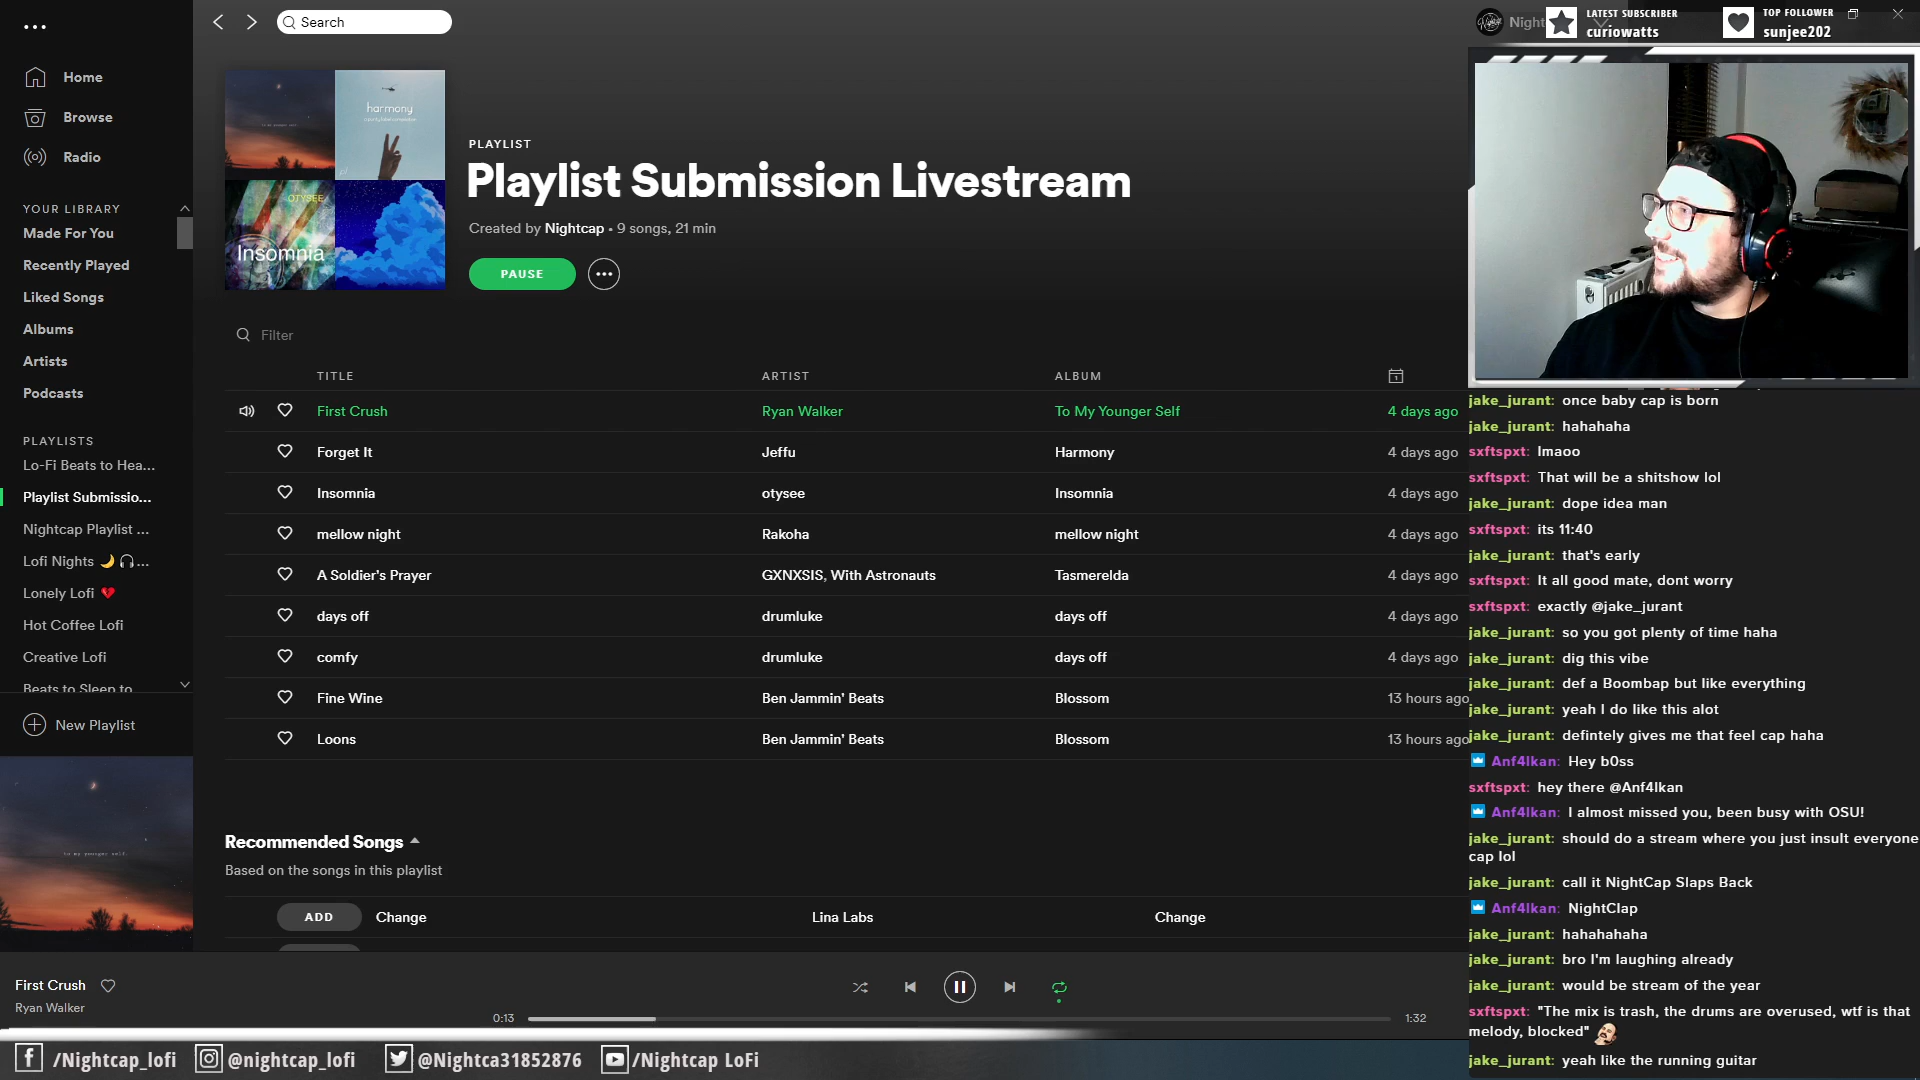 Search
Night
LATEST SUBSCRIBER
curiowatts
TOP FOLLOWER
sunjee202
Home
Browse
Radio
YOUR LIBRARY
Made For You
Recently Played
Liked Songs
Albums
Artists
Podcasts
PLAYLISTS
Lo-Fi Beats to Hea...
Playlist Submissio...
Nightcap Playlist ...
Lofi Nights 🌙🎧...
Lonely Lofi 💔
Hot Coffee Lofi
Creative Lofi
Beats to Sleep to
New Playlist
to my younger self.
harmony
OTYSEE
Insomnia
PLAYLIST
Playlist Submission Livestream
Created by Nightcap • 9 songs, 21 min
PAUSE
Filter
TITLE ARTIST ALBUM
First Crush Ryan Walker To My Younger Self 4 days ago
Forget It Jeffu Harmony 4 days ago
Insomnia otysee Insomnia 4 days ago
mellow night Rakoha mellow night 4 days ago
A Soldier's Prayer GXNXSIS, With Astronauts Tasmerelda 4 days ago
days off drumluke days off 4 days ago
comfy drumluke days off 4 days ago
Fine Wine Ben Jammin' Beats Blossom 13 hours ago
Loons Ben Jammin' Beats Blossom 13 hours ago
Recommended Songs
Based on the songs in this playlist
ADD Change Lina Labs Change
First Crush
Ryan Walker
0:13
1:32
/Nightcap_lofi @nightcap_lofi @Nightca31852876 /Nightcap LoFi
jake_jurant: once baby cap is born
jake_jurant: hahahaha
sxftspxt: lmaoo
sxftspxt: That will be a shitshow lol
jake_jurant: dope idea man
sxftspxt: its 11:40
jake_jurant: that's early
sxftspxt: It all good mate, dont worry
sxftspxt: exactly @jake_jurant
jake_jurant: so you got plenty of time haha
jake_jurant: dig this vibe
jake_jurant: def a Boombap but like everything
jake_jurant: yeah I do like this alot
jake_jurant: defintely gives me that feel cap haha
Anf4lkan: Hey b0ss
sxftspxt: hey there @Anf4lkan
Anf4lkan: I almost missed you, been busy with OSU!
jake_jurant: should do a stream where you just insult everyone
cap lol
jake_jurant: call it NightCap Slaps Back
Anf4lkan: NightClap
jake_jurant: hahahahaha
jake_jurant: bro I'm laughing already
jake_jurant: would be stream of the year
sxftspxt: "The mix is trash, the drums are overused, wtf is that
melody, blocked"
jake_jurant: yeah like the running guitar